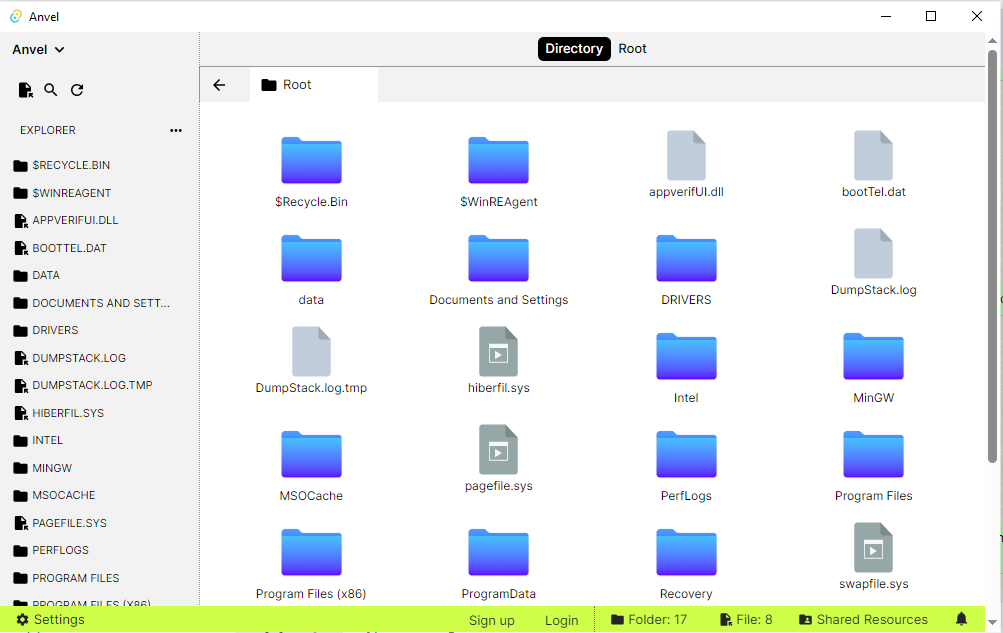 Anvel
Anvel
Directory Root
Root
EXPLORER
$RECYCLE.BIN
$WINREAGENT
APPVERIFUI.DLL
BOOTTEL.DAT
DATA
DOCUMENTS AND SETT...
DRIVERS
DUMPSTACK.LOG
DUMPSTACK.LOG.TMP
HIBERFIL.SYS
INTEL
MINGW
MSOCACHE
PAGEFILE.SYS
PERFLOGS
PROGRAM FILES
PROGRAM FILES (X86)
$Recycle.Bin
$WinREAgent
appverifUI.dll
bootTel.dat
data
Documents and Settings
DRIVERS
DumpStack.log
DumpStack.log.tmp
hiberfil.sys
Intel
MinGW
MSOCache
pagefile.sys
PerfLogs
Program Files
Program Files (x86)
ProgramData
Recovery
swapfile.sys
Settings
Sign up
Login
Folder: 17
File: 8
Shared Resources